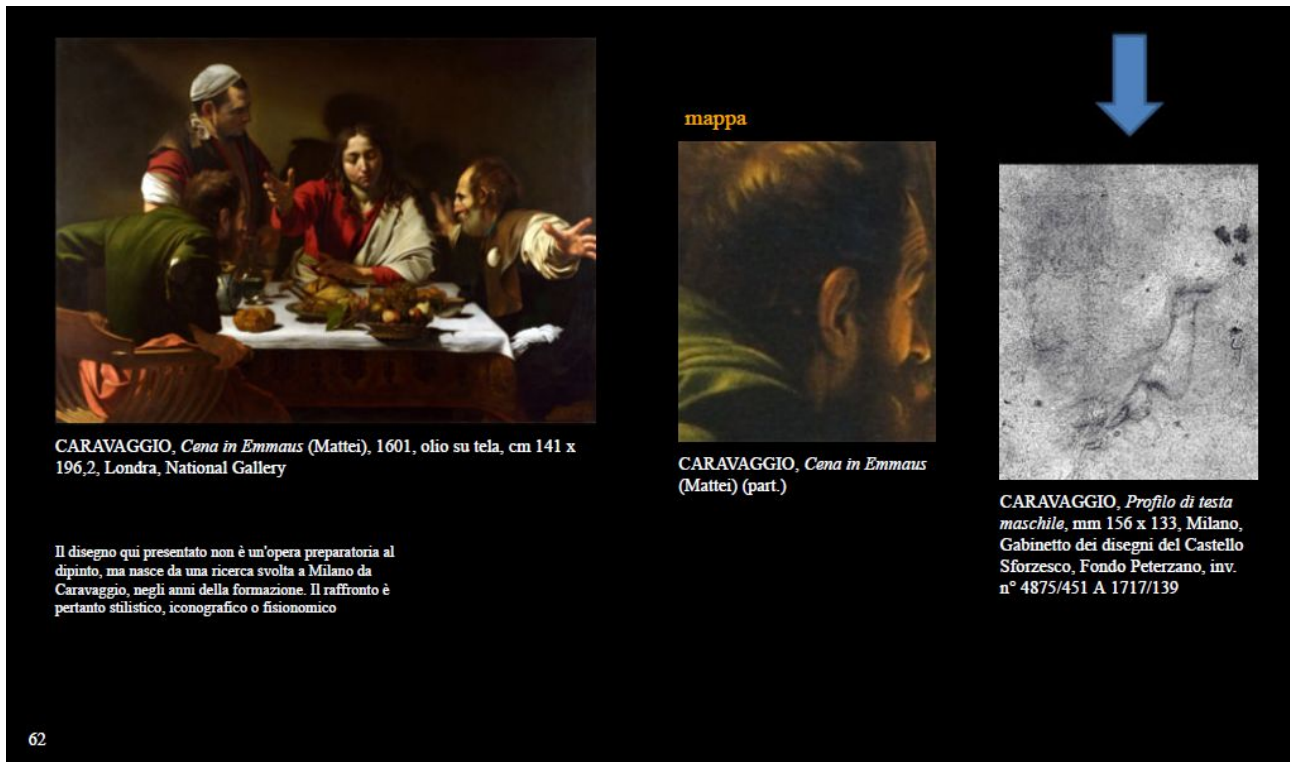 mappa
CARAVAGGIO, Cena in Emmaus (Mattei), 1601, olio su tela, cm 141 x
196,2, Londra, National Gallery
CARAVAGGIO, Cena in Emmaus
(Mattei) (part.)
CARAVAGGIO, Profilo di testa
maschile, mm 156 x 133, Milano,
Gabinetto dei disegni del Castello
Sforzesco, Fondo Peterzano, inv.
n° 4875/451 A 1717/139
Il disegno qui presentato non è un'opera preparatoria al
dipinto, ma nasce da una ricerca svolta a Milano da
Caravaggio, negli anni della formazione. Il raffronto è
pertanto stilistico, iconografico o fisionomico
62